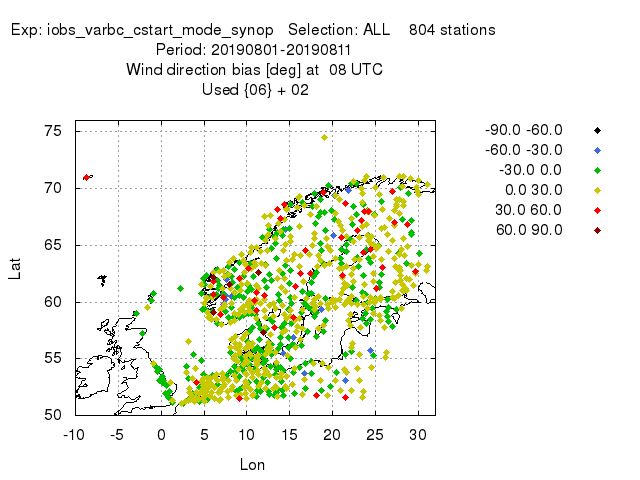 Exp: iobs_varbc_cstart_mode_synop Selection: ALL 804 stations
Period: 20190801-20190811
Wind direction bias [deg] at 08 UTC
Used {06} + 02
-90.0 -60.0
-60.0 -30.0
-30.0 0.0
0.0 30.0
30.0 60.0
60.0 90.0
Lat
75
70
65
60
55
50
-10 -5 0 5 10 15 20 25 30
Lon